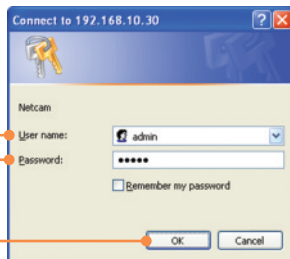 Connect to 192.168.10.30
Netcam
User name: admin
Password: •••••
Remember my password
OK Cancel